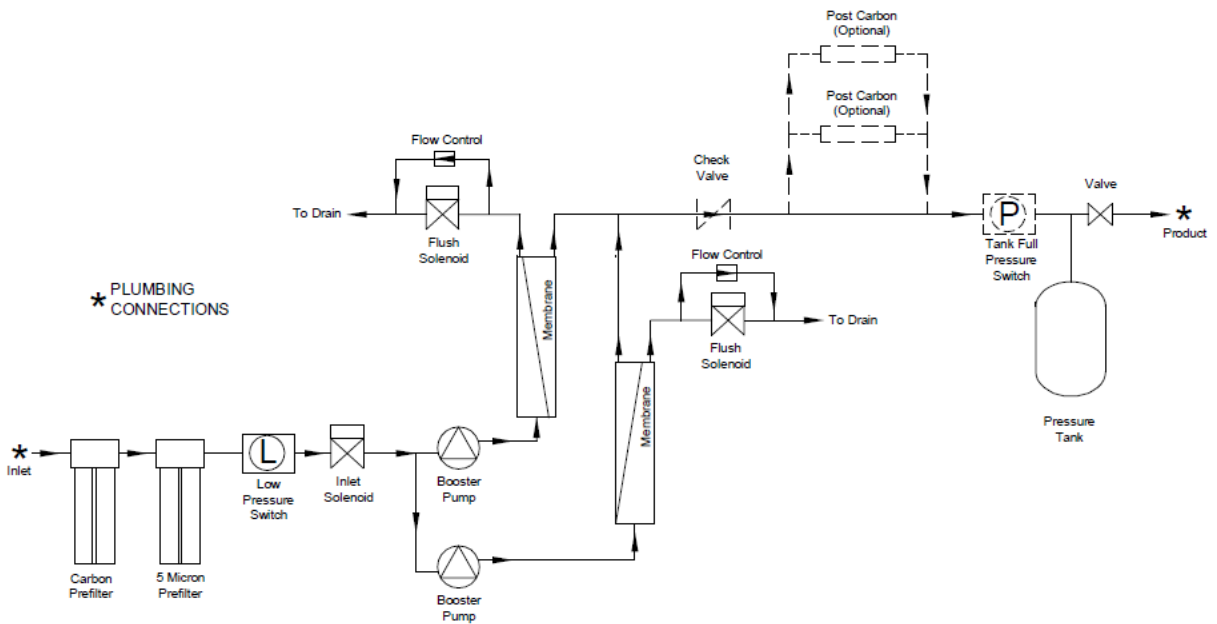 Post Carbon
(Optional)
Post Carbon
(Optional)
Flow Control
To Drain
Flush
Solenoid
Check
Valve
P
Tank Full
Pressure
Switch
Valve
*
Product
* PLUMBING
CONNECTIONS
Membrane
Flow Control
Flush
Solenoid
To Drain
Membrane
Pressure
Tank
*
Inlet
Carbon
Prefilter
5 Micron
Prefilter
L
Low
Pressure
Switch
Inlet
Solenoid
Booster
Pump
Booster
Pump